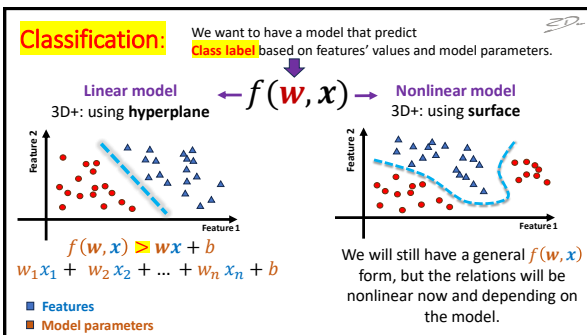 Classification:
We want to have a model that predict
Class label based on features' values and model parameters.
Linear model
3D+: using hyperplane
f(w, x)
Nonlinear model
3D+: using surface
Feature 2
Feature 1
Feature 2
Feature 1
f(w, x) > wx + b
w₁x₁ + w₂x₂ + ... + wₙxₙ + b
Features
Model parameters
We will still have a general f(w, x)
form, but the relations will be
nonlinear now and depending on
the model.